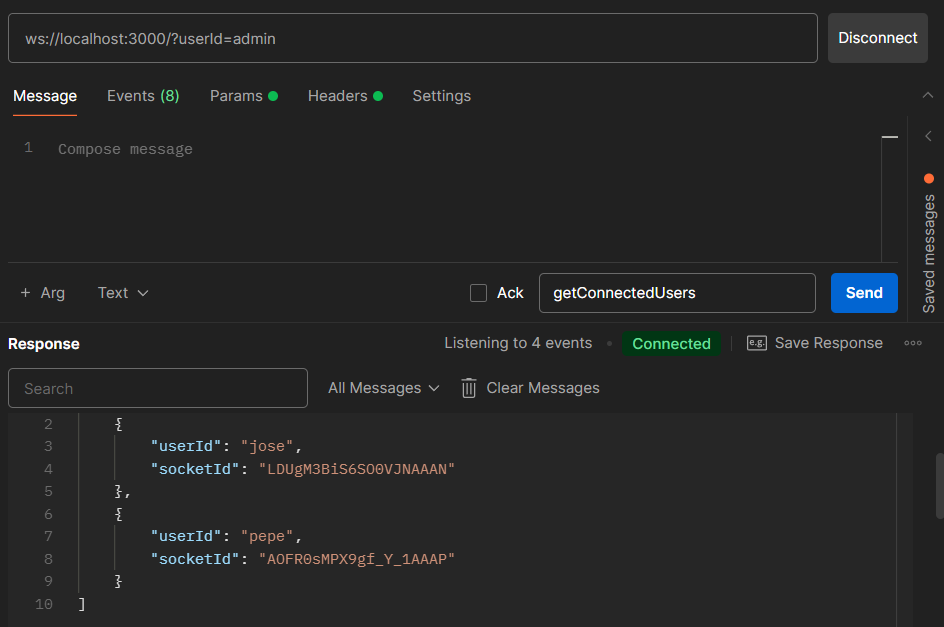 ws://localhost:3000/?userId=admin
Disconnect
Message Events (8) Params Headers Settings
1 Compose message
Saved messages
+ Arg Text Ack getConnectedUsers Send
Response Listening to 4 events Connected e.g. Save Response
Search All Messages Clear Messages
2 {
3 "userId": "jose",
4 "socketId": "LDUgM3BiS6SO0VJNAAAN"
5 },
6 {
7 "userId": "pepe",
8 "socketId": "AOFR0sMPX9gf_Y_1AAAP"
9 }
10 ]